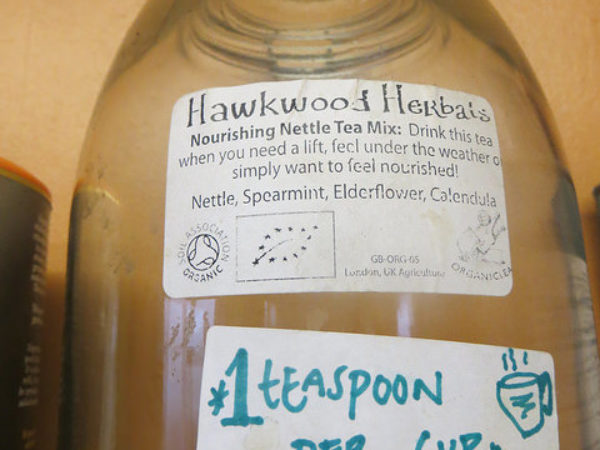 Hawkwood Herbals
Nourishing Nettle Tea Mix: Drink this tea
when you need a lift, feel under the weather o
simply want to feel nourished!
Nettle, Spearmint, Elderflower, Calendula
SOIL ASSOCIATION
ORGANIC
GB-ORG-05
London, UK Agriculture
ORGANICLEA
*1 TEASPOON
PER CUP